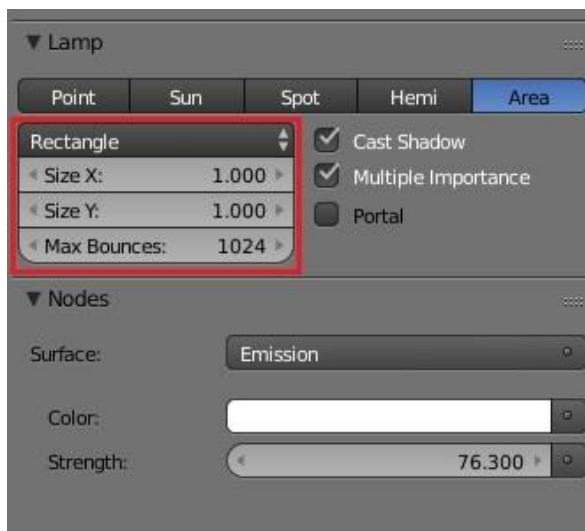 Lamp
Point Sun Spot Hemi Area
Rectangle Cast Shadow
Size X: 1.000 Multiple Importance
Size Y: 1.000 Portal
Max Bounces: 1024
Nodes
Surface: Emission
Color:
Strength: 76.300